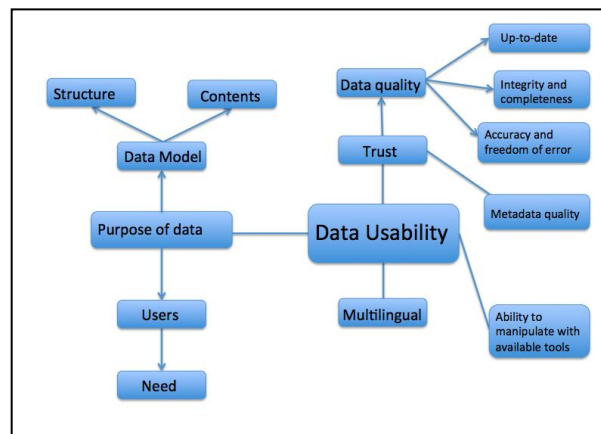 Up-to-date
Structure
Contents
Data quality
Integrity and
completeness
Data Model
Trust
Accuracy and
freedom of error
Purpose of data
Data Usability
Metadata quality
Users
Multilingual
Ability to
manipulate with
available tools
Need